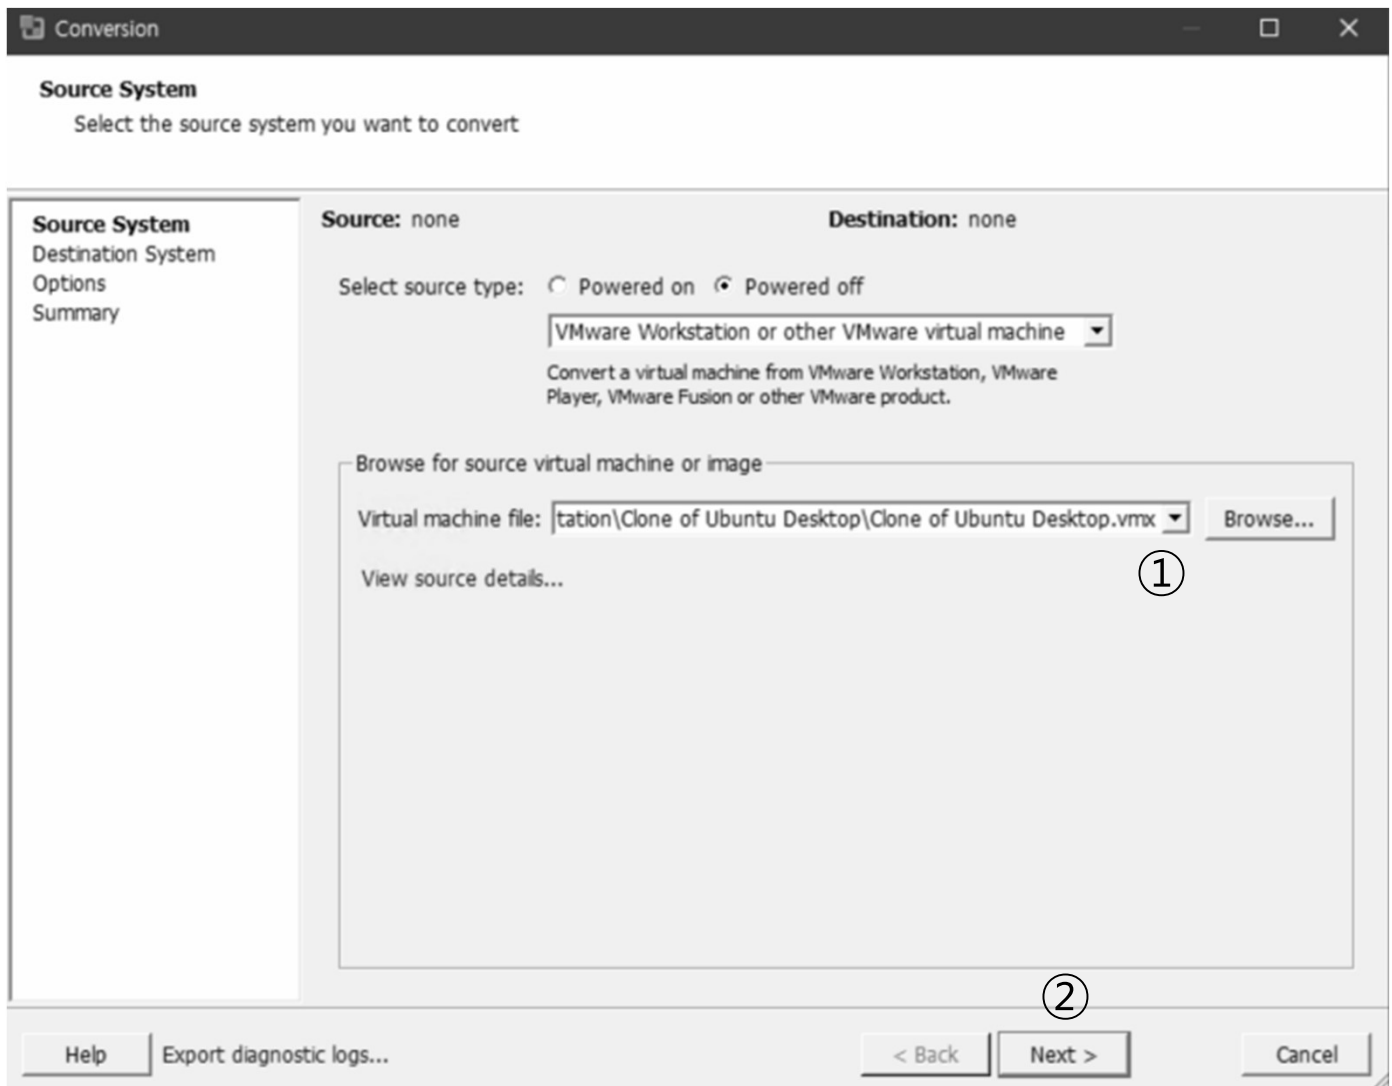 Conversion
Source System
Select the source system you want to convert
Source System
Destination System
Options
Summary
Source: none
Destination: none
Select source type: Powered on Powered off
VMware Workstation or other VMware virtual machine
Convert a virtual machine from VMware Workstation, VMware
Player, VMware Fusion or other VMware product.
Browse for source virtual machine or image
Virtual machine file: tation\Clone of Ubuntu Desktop\Clone of Ubuntu Desktop.vmx Browse...
①
View source details...
②
Help Export diagnostic logs... < Back Next > Cancel